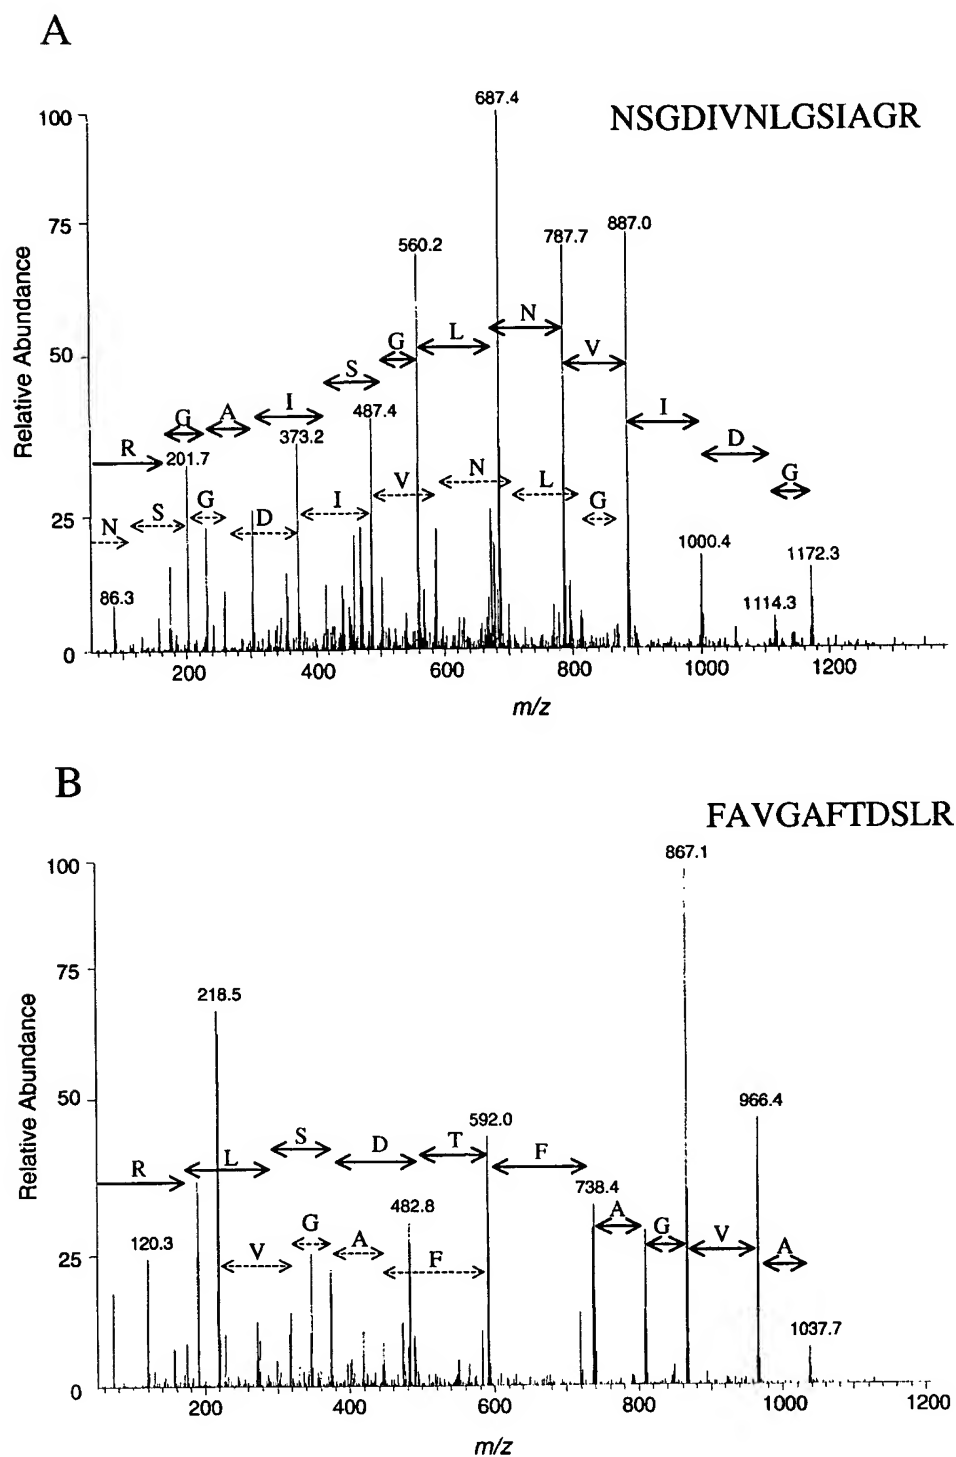 A
NSGDIVNLGSIAGR
687.4
100
75
887.0
787.7
560.2
N
L
V
G
50
S
I
I
487.4
A
G
373.2
D
R
201.7
G
N
V
L
I
G
S
G
D
N
25
1000.4
1172.3
86.3
1114.3
0
200
400
600
800
1000
1200
Relative Abundance
m/z
B
FAVGAFTDSLR
867.1
100
75
218.5
50
966.4
592.0
S
D
T
F
R
L
738.4
482.8
A
G
V
A
120.3
G
A
V
F
25
1037.7
0
200
400
600
800
1000
1200
Relative Abundance
m/z